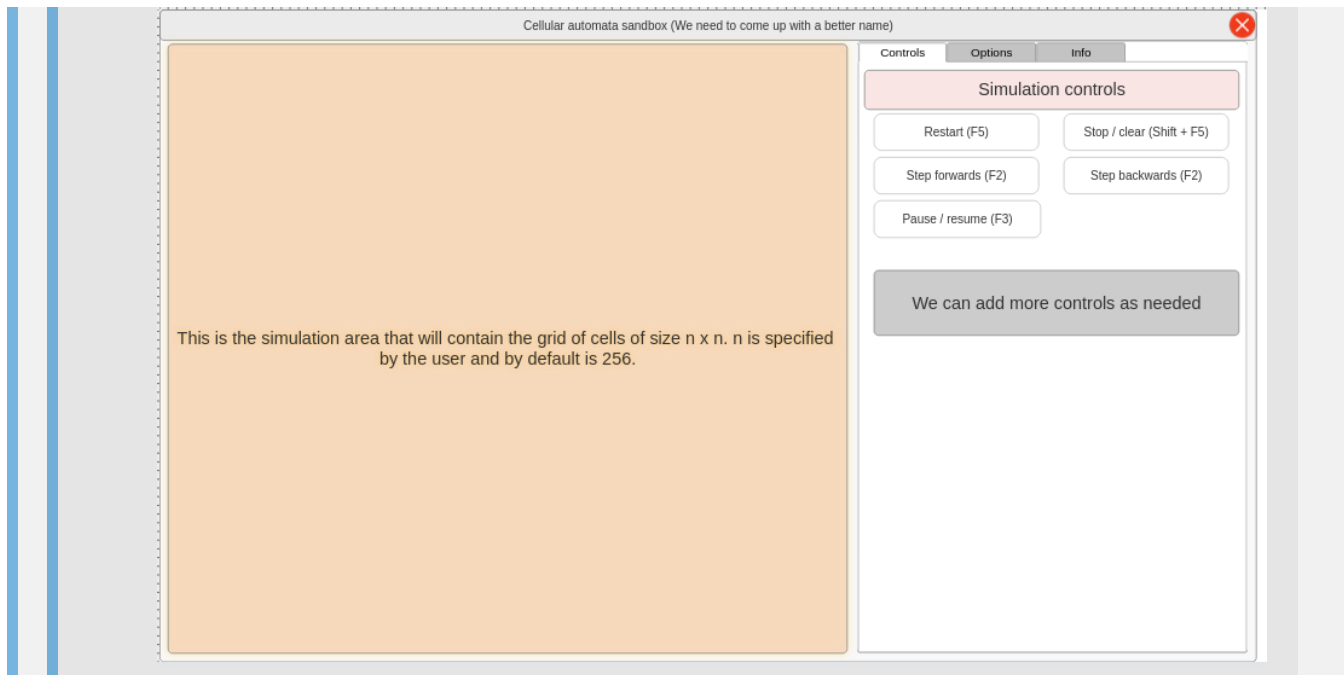 Cellular automata sandbox (We need to come up with a better name)
Controls
Options
Info
Simulation controls
Restart (F5)
Stop / clear (Shift + F5)
Step forwards (F2)
Step backwards (F2)
Pause / resume (F3)
We can add more controls as needed
This is the simulation area that will contain the grid of cells of size n x n. n is specified
by the user and by default is 256.